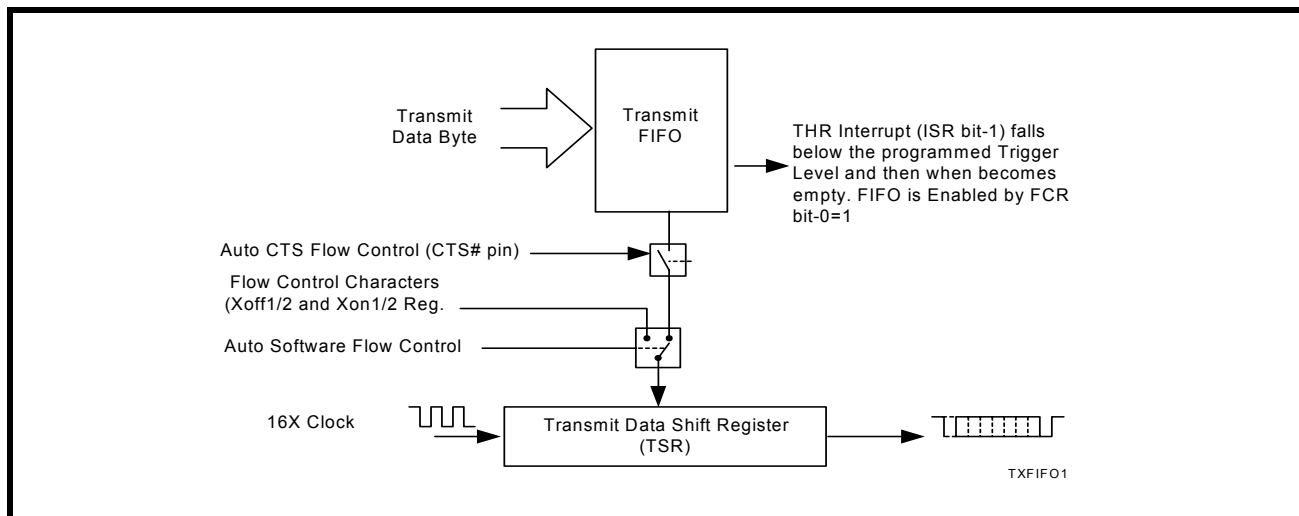 Transmit
Data Byte
Transmit
FIFO
THR Interrupt (ISR bit-1) falls
below the programmed Trigger
Level and then when becomes
empty. FIFO is Enabled by FCR
bit-0=1
Auto CTS Flow Control (CTS# pin)
Flow Control Characters
(Xoff1/2 and Xon1/2 Reg.
Auto Software Flow Control
16X Clock
Transmit Data Shift Register
(TSR)
TXFIFO1